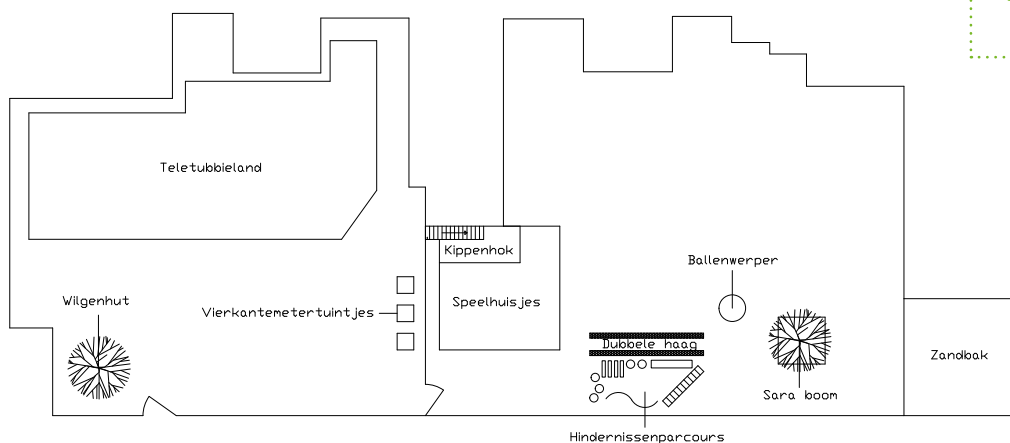 Teletubbieland
Kippenhok
Ballenwerper
Wilgenhut
Speelhuisjes
Vierkantemetertuintjes
Dubbele haag
Zandbak
Sara boom
Hindernissenparcours